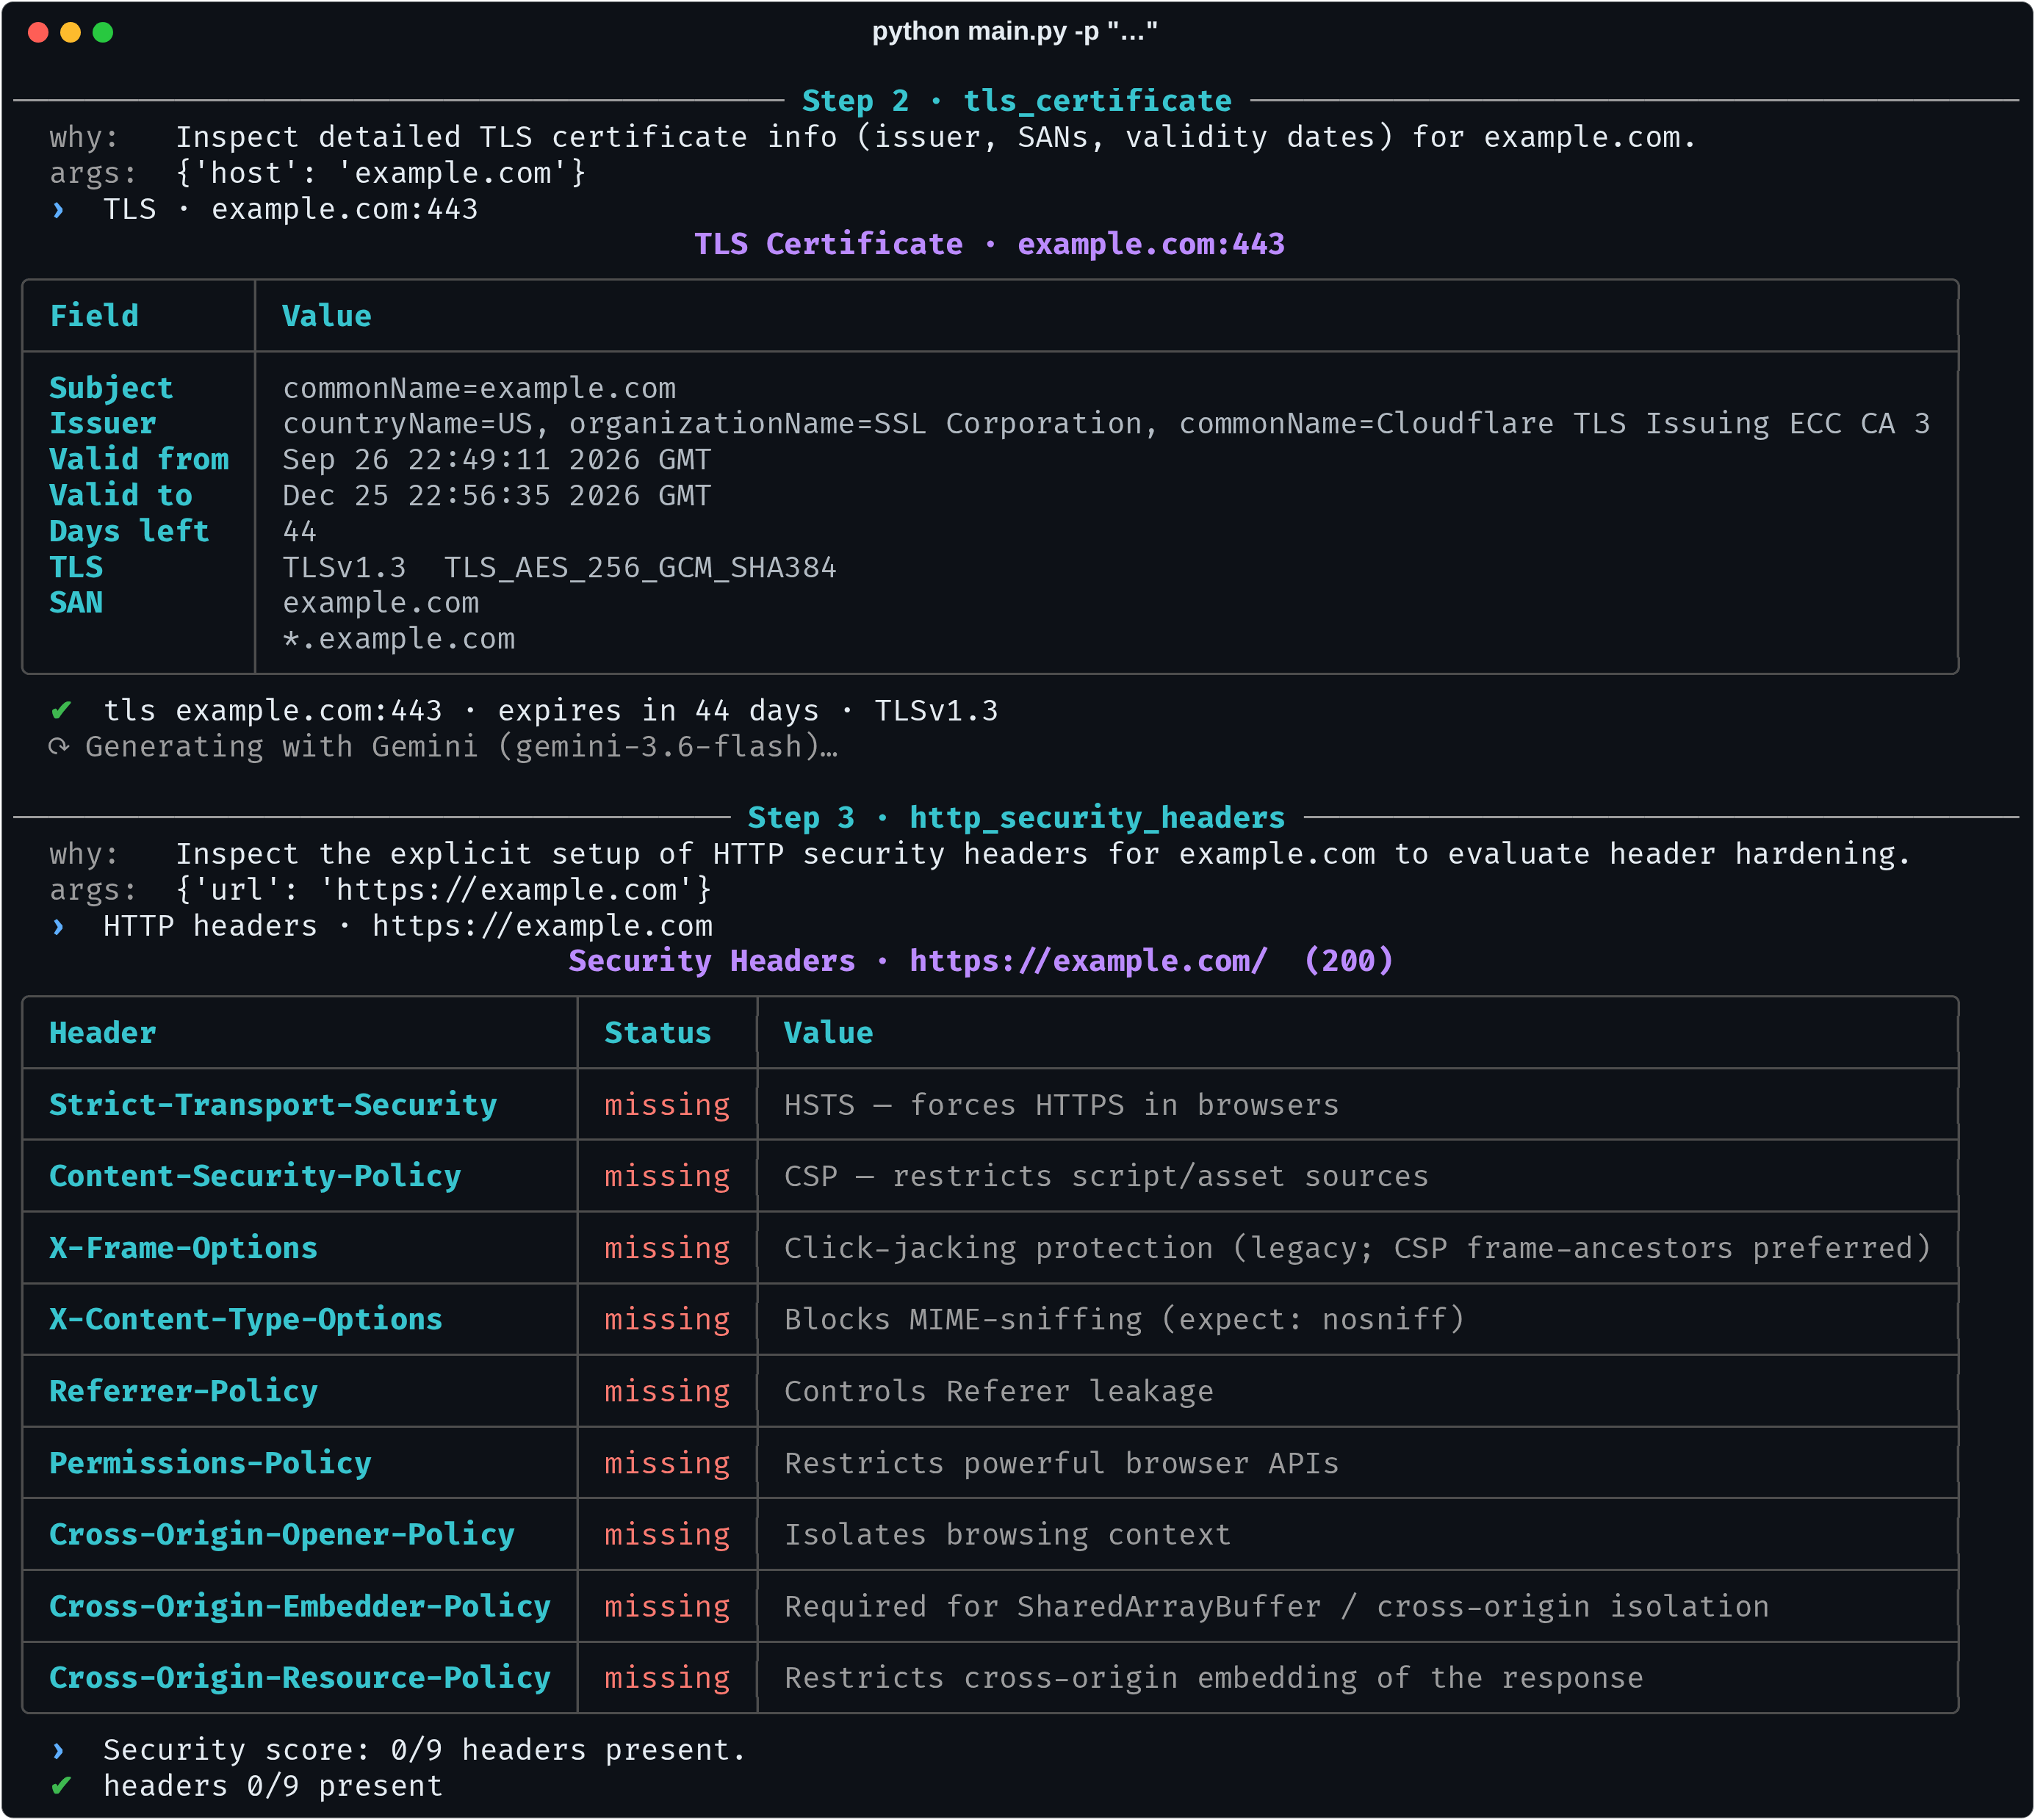 python main.py -p "…"
Step 2 · tls_certificate
why: Inspect detailed TLS certificate info (issuer, SANs, validity dates) for example.com.
args: {'host': 'example.com'}
› TLS · example.com:443
TLS Certificate · example.com:443
Field Value
Subject commonName=example.com
Issuer countryName=US, organizationName=SSL Corporation, commonName=Cloudflare TLS Issuing ECC CA 3
Valid from Sep 26 22:49:11 2026 GMT
Valid to Dec 25 22:56:35 2026 GMT
Days left 44
TLS TLSv1.3 TLS_AES_256_GCM_SHA384
SAN example.com
*.example.com
✔ tls example.com:443 · expires in 44 days · TLSv1.3
⟳ Generating with Gemini (gemini-3.6-flash)…
Step 3 · http_security_headers
why: Inspect the explicit setup of HTTP security headers for example.com to evaluate header hardening.
args: {'url': 'https://example.com'}
› HTTP headers · https://example.com
Security Headers · https://example.com/ (200)
Header Status Value
Strict-Transport-Security missing HSTS — forces HTTPS in browsers
Content-Security-Policy missing CSP — restricts script/asset sources
X-Frame-Options missing Click-jacking protection (legacy; CSP frame-ancestors preferred)
X-Content-Type-Options missing Blocks MIME-sniffing (expect: nosniff)
Referrer-Policy missing Controls Referer leakage
Permissions-Policy missing Restricts powerful browser APIs
Cross-Origin-Opener-Policy missing Isolates browsing context
Cross-Origin-Embedder-Policy missing Required for SharedArrayBuffer / cross-origin isolation
Cross-Origin-Resource-Policy missing Restricts cross-origin embedding of the response
› Security score: 0/9 headers present.
✔ headers 0/9 present